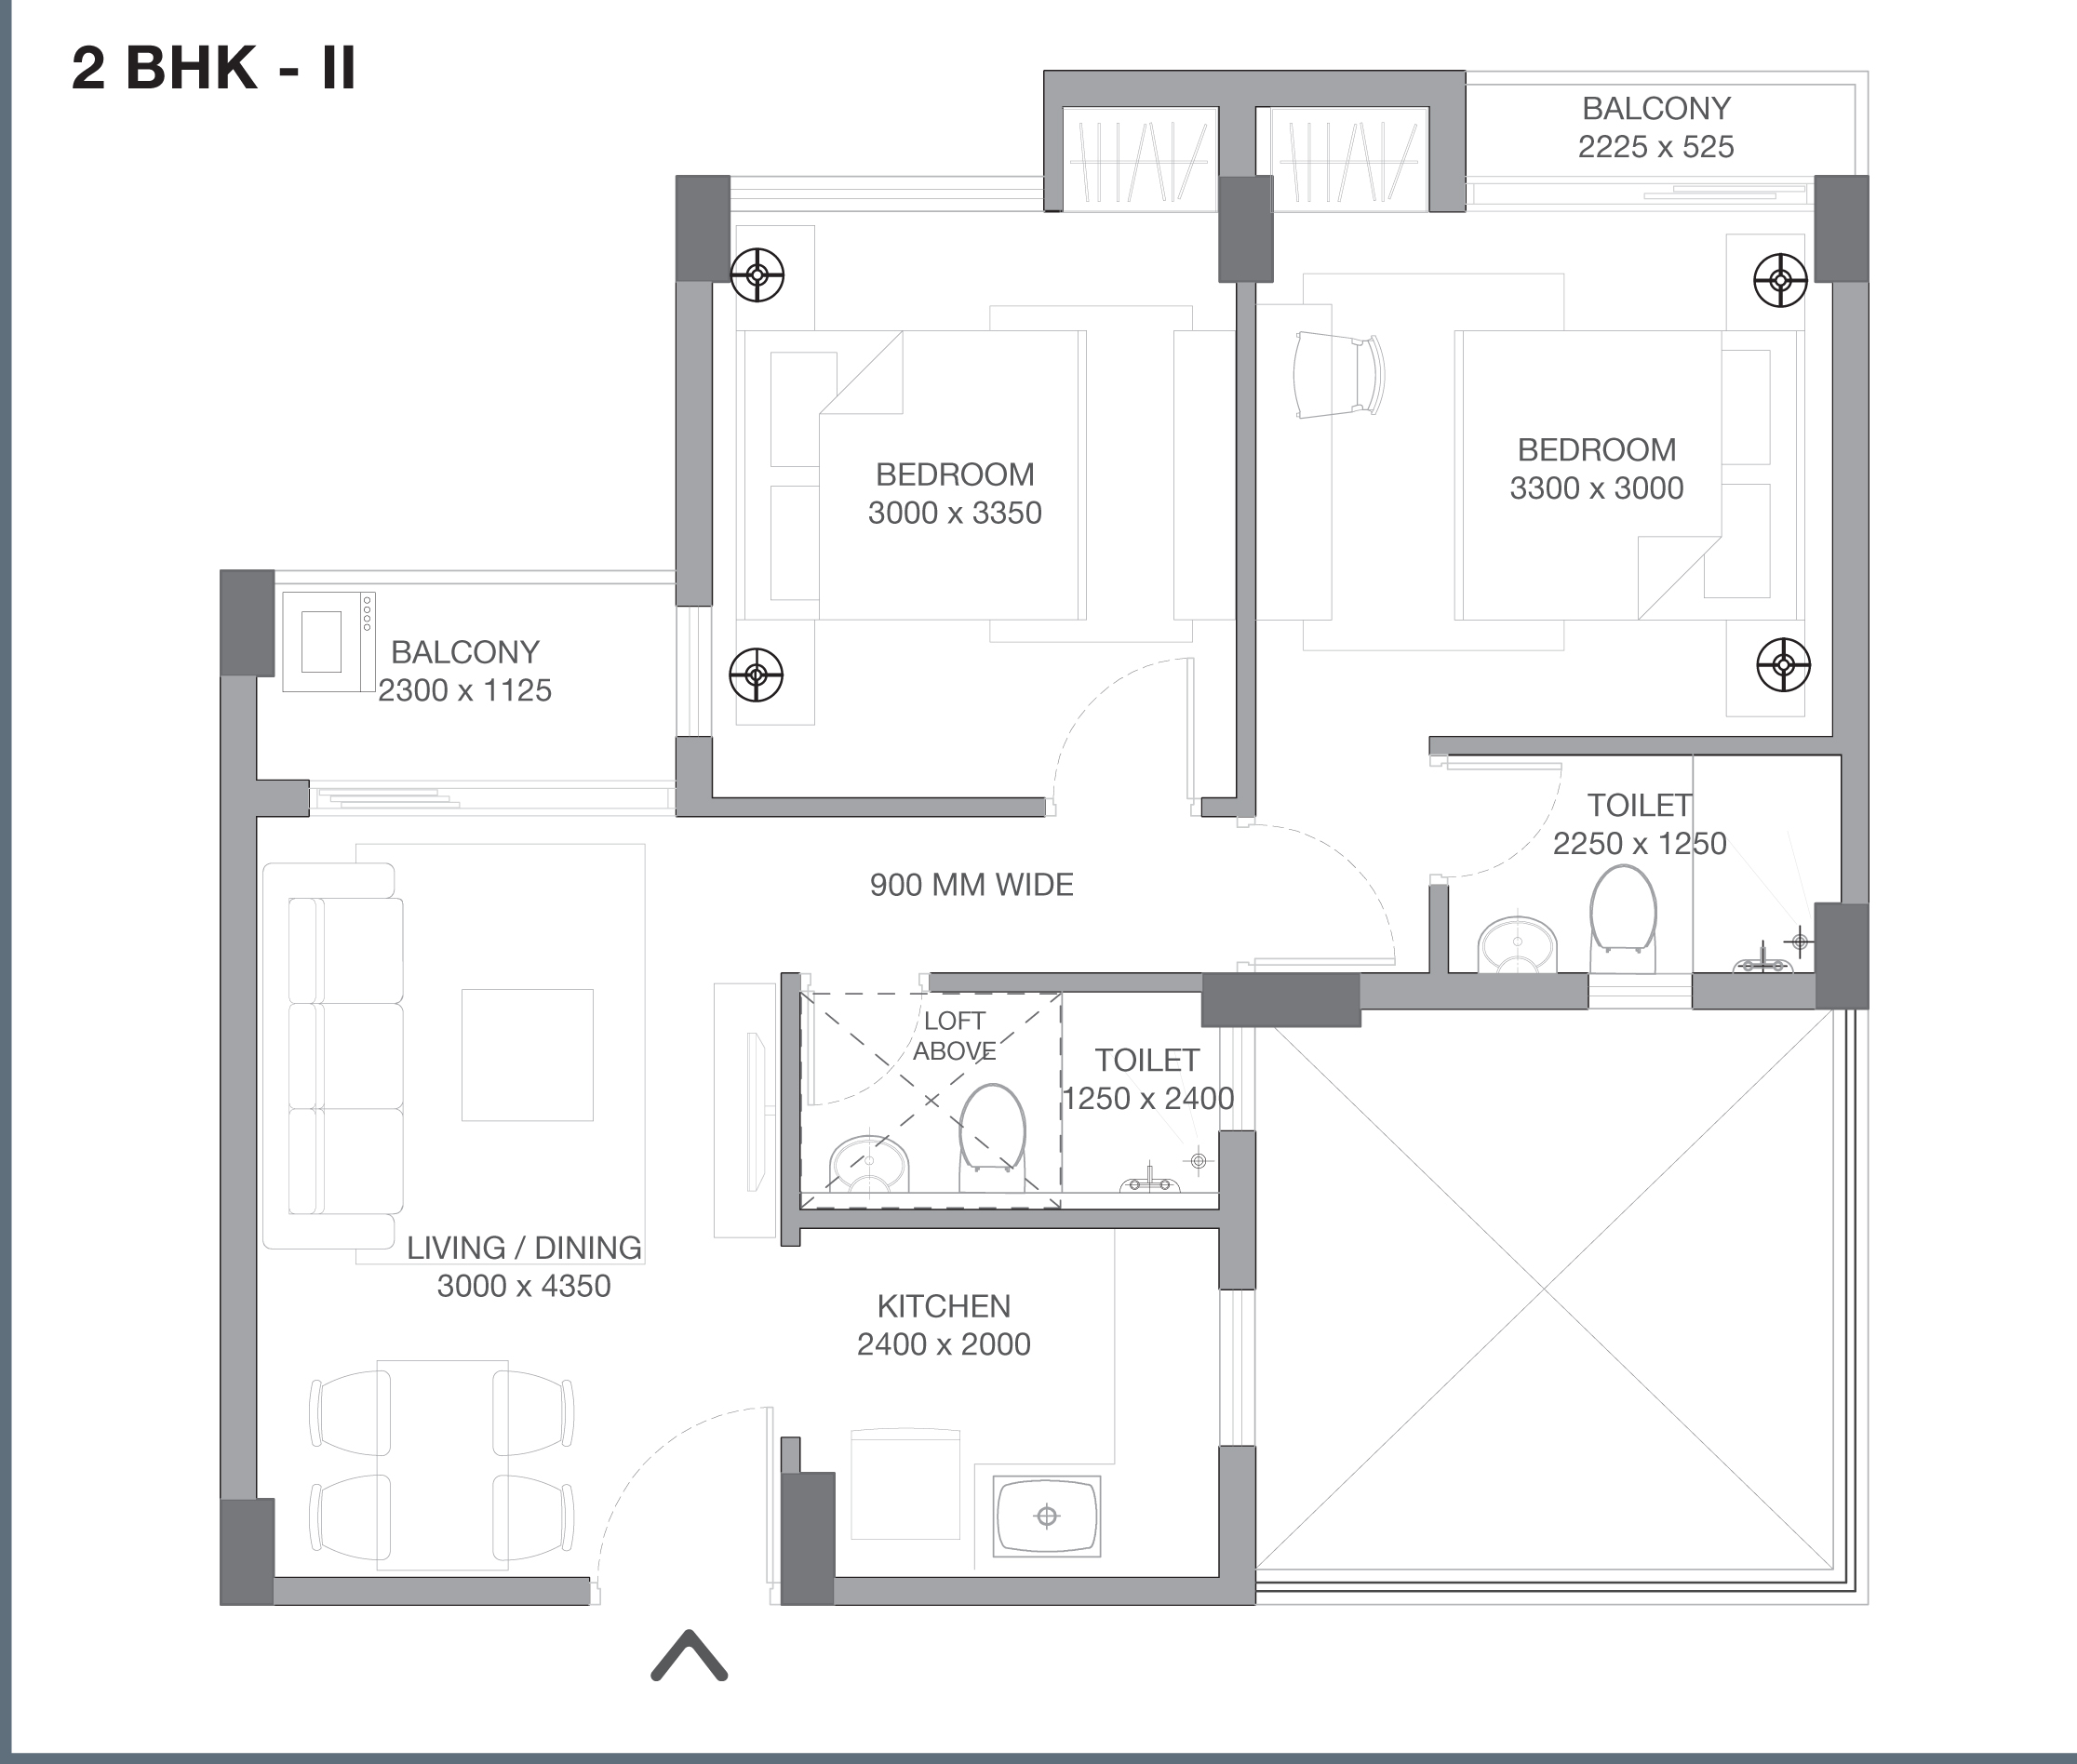 2 BHK - II
BALCONY
2225 x 525
BEDROOM
3000 x 3350
BEDROOM
3300 x 3000
BALCONY
2300 x 1125
TOILET
2250 x 1250
900 MM WIDE
LOFT
ABOVE
TOILET
1250 x 2400
LIVING / DINING
3000 x 4350
KITCHEN
2400 x 2000